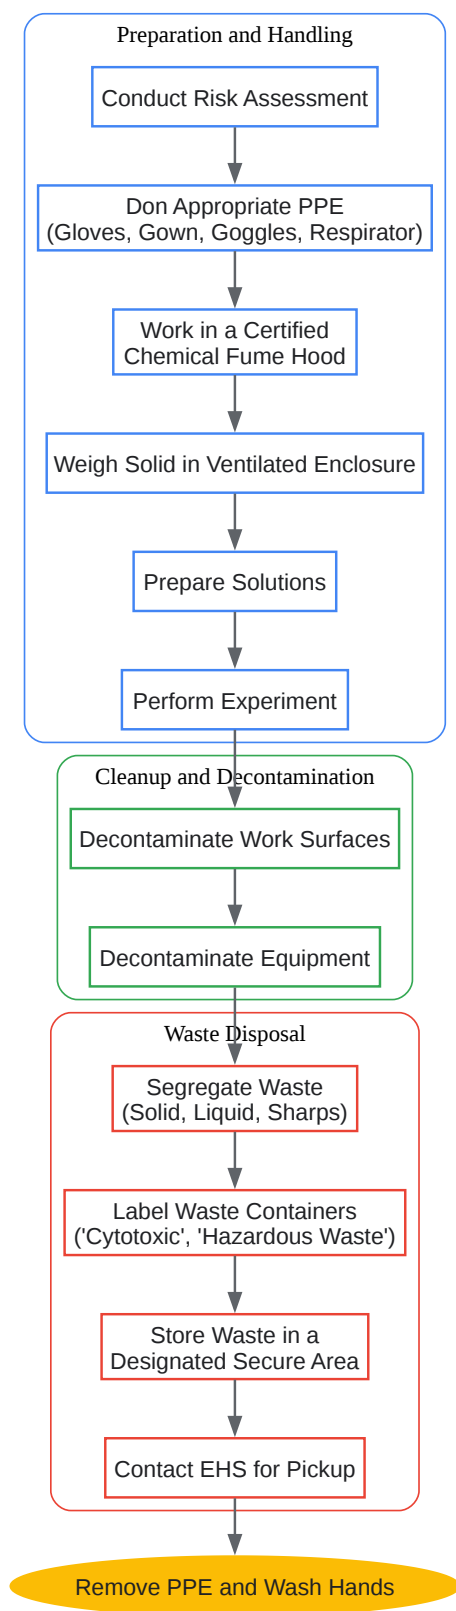 Preparation and Handling
Conduct Risk Assessment
Don Appropriate PPE
(Gloves, Gown, Goggles, Respirator)
Work in a Certified
Chemical Fume Hood
Weigh Solid in Ventilated Enclosure
Prepare Solutions
Perform Experiment
Cleanup and Decontamination
Decontaminate Work Surfaces
Decontaminate Equipment
Waste Disposal
Segregate Waste
(Solid, Liquid, Sharps)
Label Waste Containers
('Cytotoxic', 'Hazardous Waste')
Store Waste in a
Designated Secure Area
Contact EHS for Pickup
Remove PPE and Wash Hands